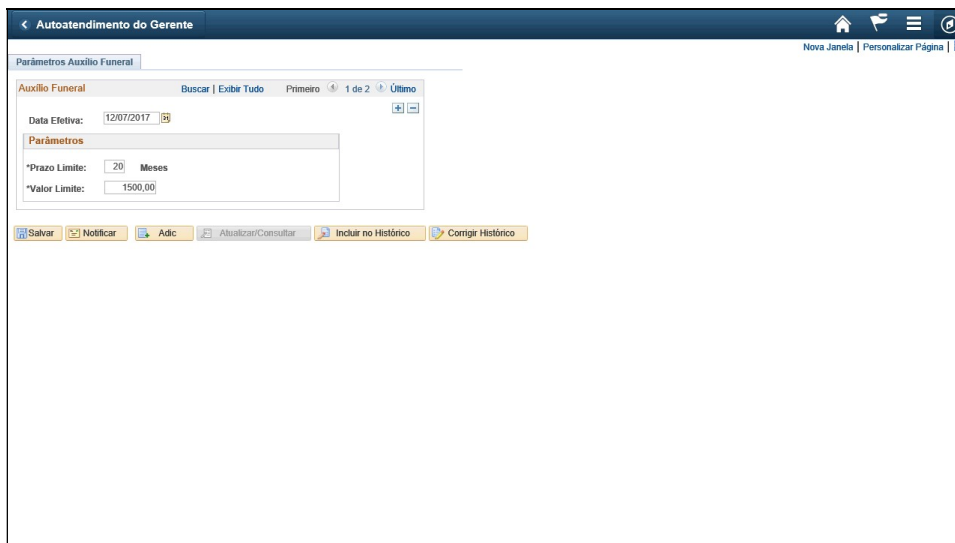 Autoatendimento do Gerente
Nova Janela | Personalizar Página |
Parâmetros Auxílio Funeral
Auxílio Funeral Buscar | Exibir Tudo Primeiro 1 de 2 Último
Data Efetiva: 12/07/2017
Parâmetros
*Prazo Limite: 20 Meses
*Valor Limite: 1500,00
Salvar Notificar Adic Atualizar/Consultar Incluir no Histórico Corrigir Histórico